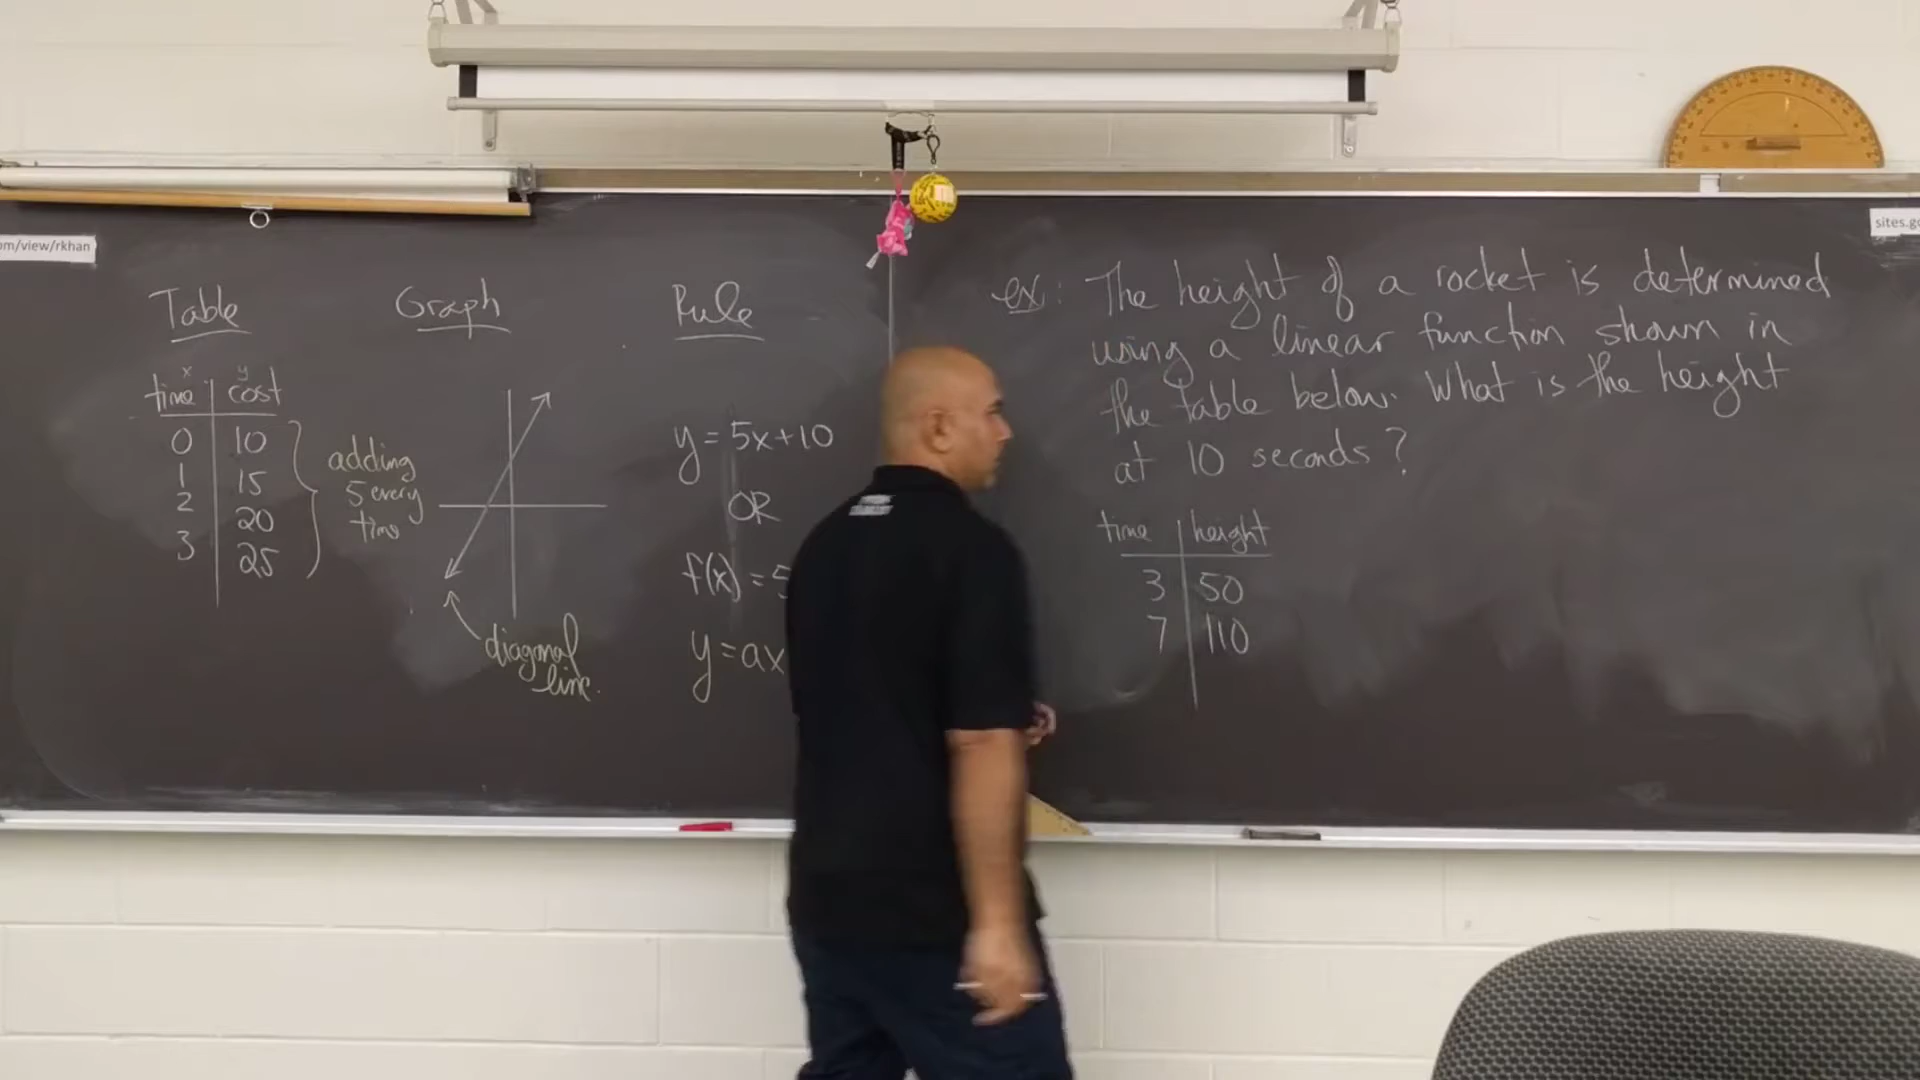 om/view/rkhan
sites.go
Table
x y
time cost
0 10
1 15
2 20
3 25
adding
5 every
time
Graph
diagonal
line.
Rule
y=5x+10
OR
f(x)=5
y=ax
ex: The height of a rocket is determined
using a linear function shown in
the table below. What is the height
at 10 seconds?
time height
3 50
7 110